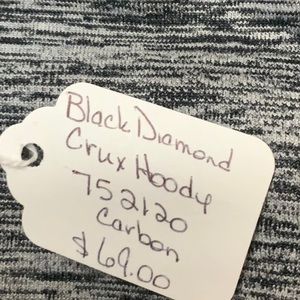 Black Diamond
Crux Hoody
752120
Carbon
$69.00